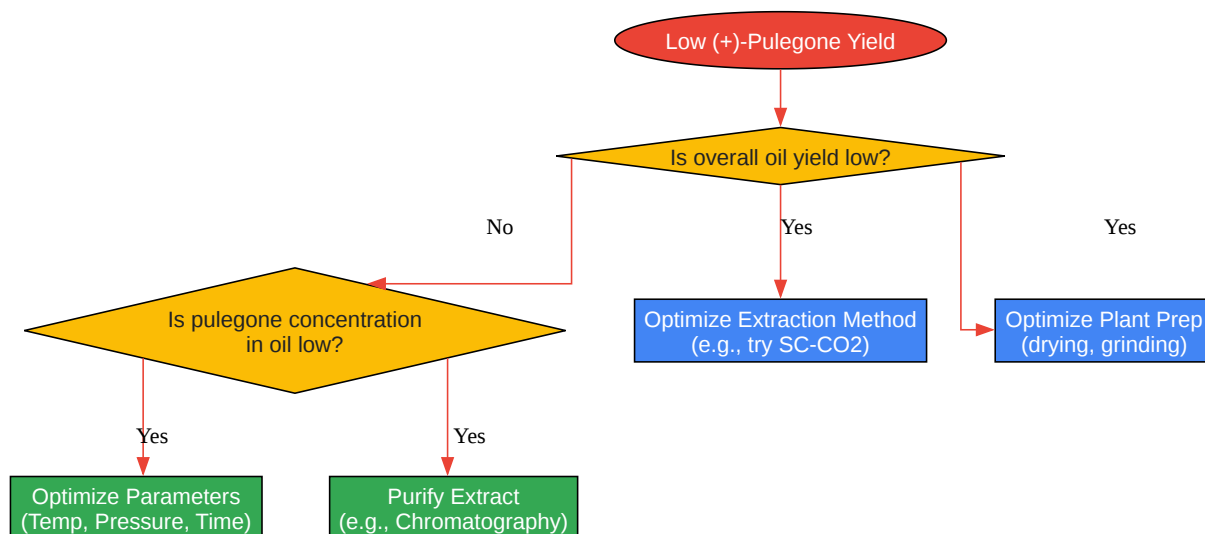 Low (+)-Pulegone Yield
Is overall oil yield low?
No
Yes
Yes
Is pulegone concentration
in oil low?
Optimize Extraction Method
(e.g., try SC-CO2)
Optimize Plant Prep
(drying, grinding)
Yes
Yes
Optimize Parameters
(Temp, Pressure, Time)
Purify Extract
(e.g., Chromatography)